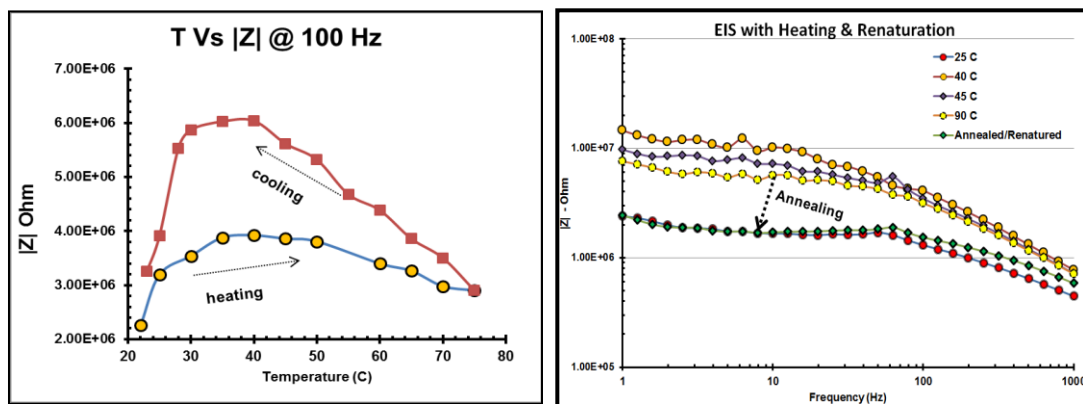 T Vs |Z| @ 100 Hz
|Z| Ohm
7.00E+06
6.00E+06
5.00E+06
4.00E+06
3.00E+06
2.00E+06
cooling
heating
20
30
40
50
60
70
80
Temperature (C)
EIS with Heating & Renaturation
|Z| - Ohm
1.00E+08
1.00E+07
1.00E+06
1.00E+05
25 C
40 C
45 C
90 C
Annealed/Renatured
Annealing
1
10
100
1000
Frequency (Hz)